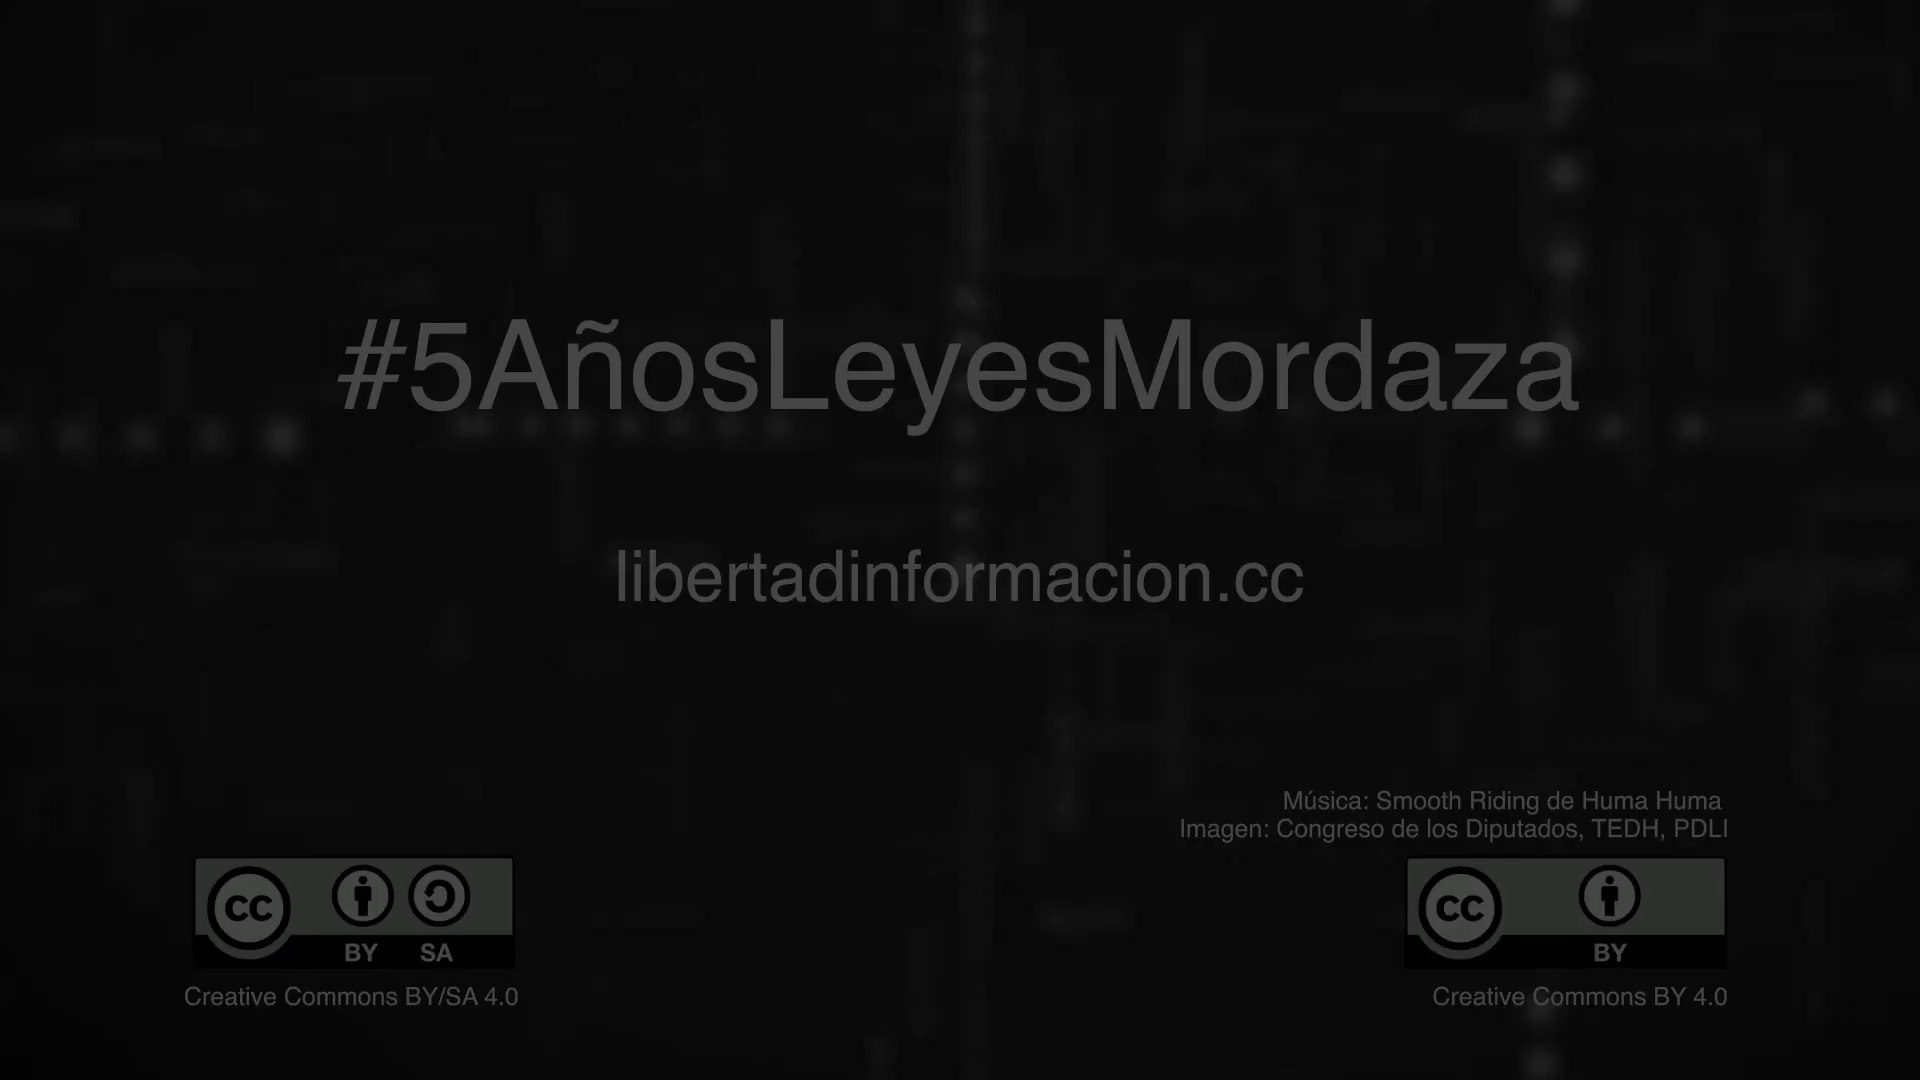 #5AñosLeyesMordaza
libertadinformacion.cc
Música: Smooth Riding de Huma Huma
Imagen: Congreso de los Diputados, TEDH, PDLI
CC BY SA
Creative Commons BY/SA 4.0
CC BY
Creative Commons BY 4.0